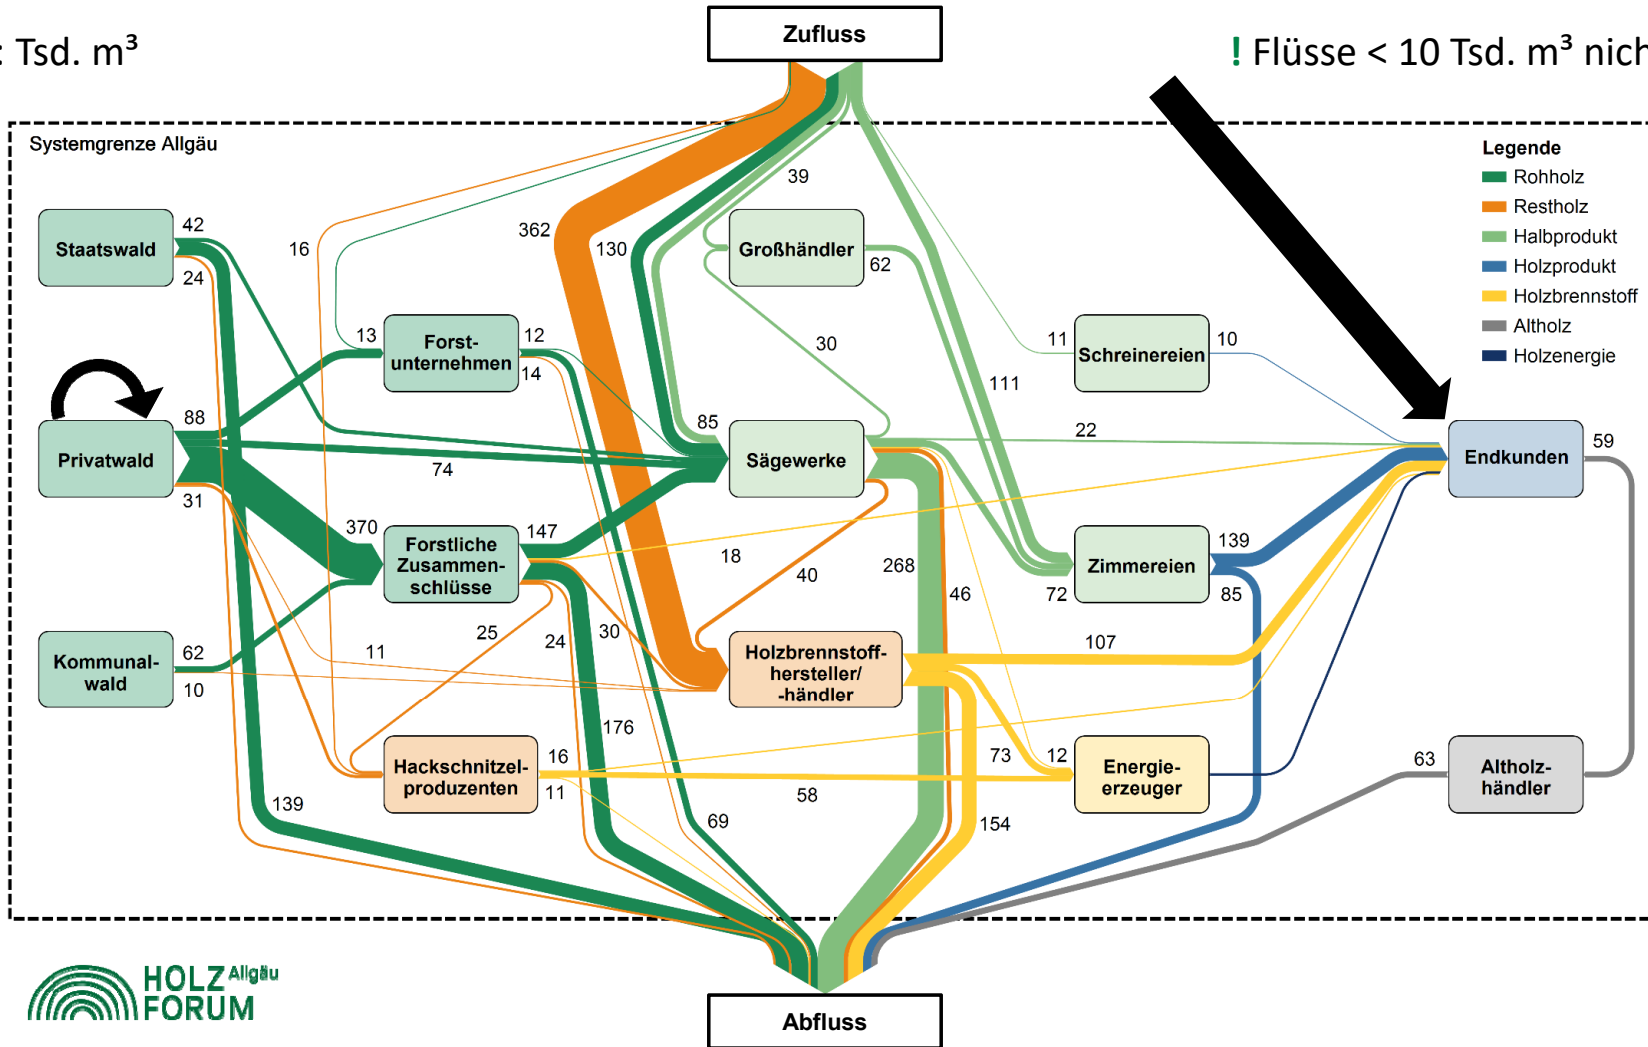 : Tsd. m³
Zufluss
! Flüsse < 10 Tsd. m³ nich
Systemgrenze Allgäu
Legende
Rohholz
Restholz
Halbprodukt
Holzprodukt
Holzbrennstoff
Altholz
Holzenergie
39
42
Staatswald
24
16
362
130
Großhändler
62
13
Forst-
unternehmen
12
14
30
111
11
Schreinereien
10
88
Privatwald
31
74
85
Sägewerke
22
Endkunden
59
370
Forstliche
Zusammen-
schlüsse
147
18
40
268
46
72
Zimmereien
139
85
62
Kommunal-
wald
10
11
25
24
30
Holzbrennstoff-
hersteller/
-händler
107
176
Hackschnitzel-
produzenten
16
11
58
73
12
Energie-
erzeuger
63
Altholz-
händler
139
69
154
HOLZ Allgäu
FORUM
Abfluss